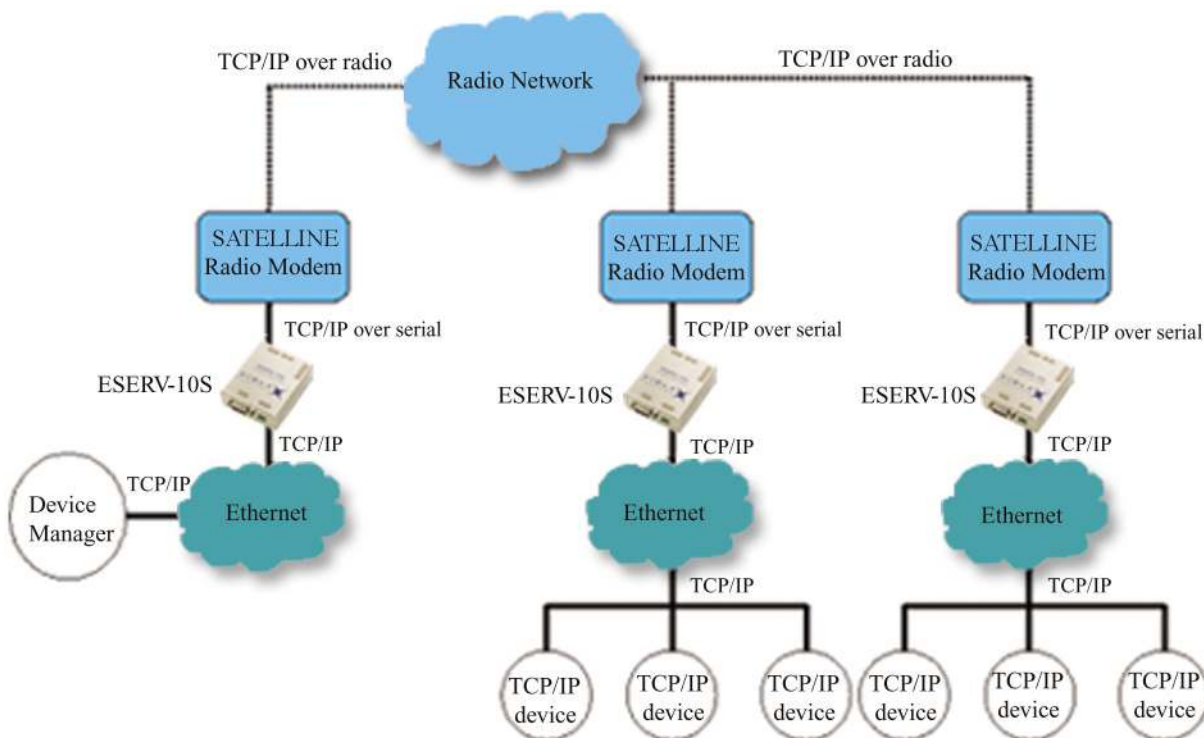 TCP/IP over radio
Radio Network
TCP/IP over radio
SATELLINE
Radio Modem
SATELLINE
Radio Modem
SATELLINE
Radio Modem
TCP/IP over serial
TCP/IP over serial
TCP/IP over serial
ESERV-10S
ESERV-10S
ESERV-10S
TCP/IP
TCP/IP
TCP/IP
Device
Manager
TCP/IP
Ethernet
Ethernet
Ethernet
TCP/IP
TCP/IP
TCP/IP
device
TCP/IP
device
TCP/IP
device
TCP/IP
device
TCP/IP
device
TCP/IP
device